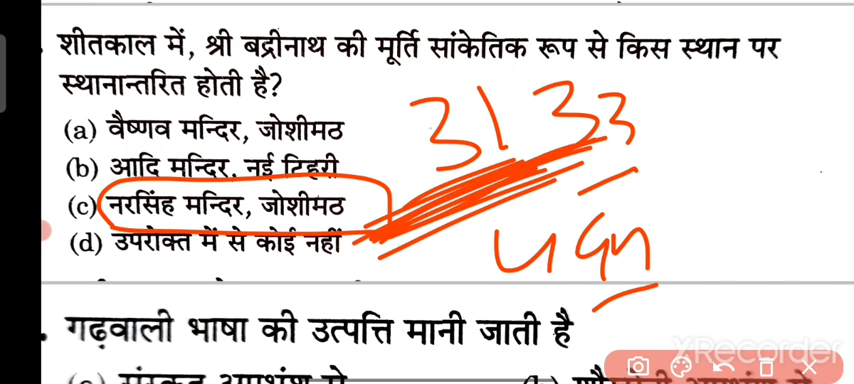 शीतकाल में, श्री बद्रीनाथ की मूर्ति सांकेतिक रूप से किस स्थान पर
स्थानान्तरित होती है?
(a) वैष्णव मन्दिर, जोशीमठ
(b) आदि मन्दिर, नई टिहरी
(c) नरसिंह मन्दिर, जोशीमठ
(d) उपरोक्त में से कोई नहीं
3133
गढ़वाली भाषा की उत्पत्ति मानी जाती है
XRecorder